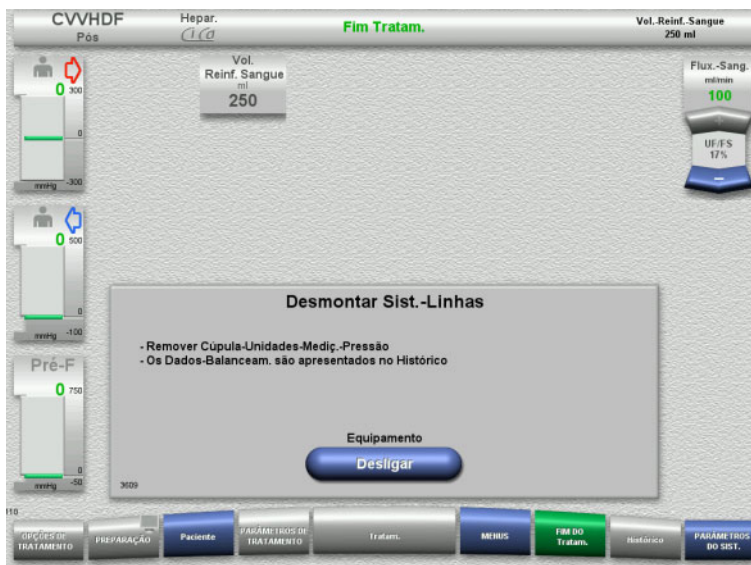 CVVHDF
Pós
Hepar.
Cica
Fim Tratam.
Vol.-Reinf.-Sangue
250 ml
Vol.
Reinf. Sangue
ml
250
Flux.-Sang.
ml/min
100
UF/FS
17%
0 300
0
mmHg -300
0 500
0
mmHg -100
Pré-F
0 750
0
mmHg -50
Desmontar Sist.-Linhas
- Remover Cúpula-Unidades-Mediç.-Pressão
- Os Dados-Balanceam. são apresentados no Histórico
Equipamento
Desligar
3609
OPÇÕES DE
TRATAMENTO
PREPARAÇÃO
Paciente
PARÂMETROS DE
TRATAMENTO
Tratam.
MENUS
FIM DO
Tratam.
Histórico
PARÂMETROS
DO SIST.